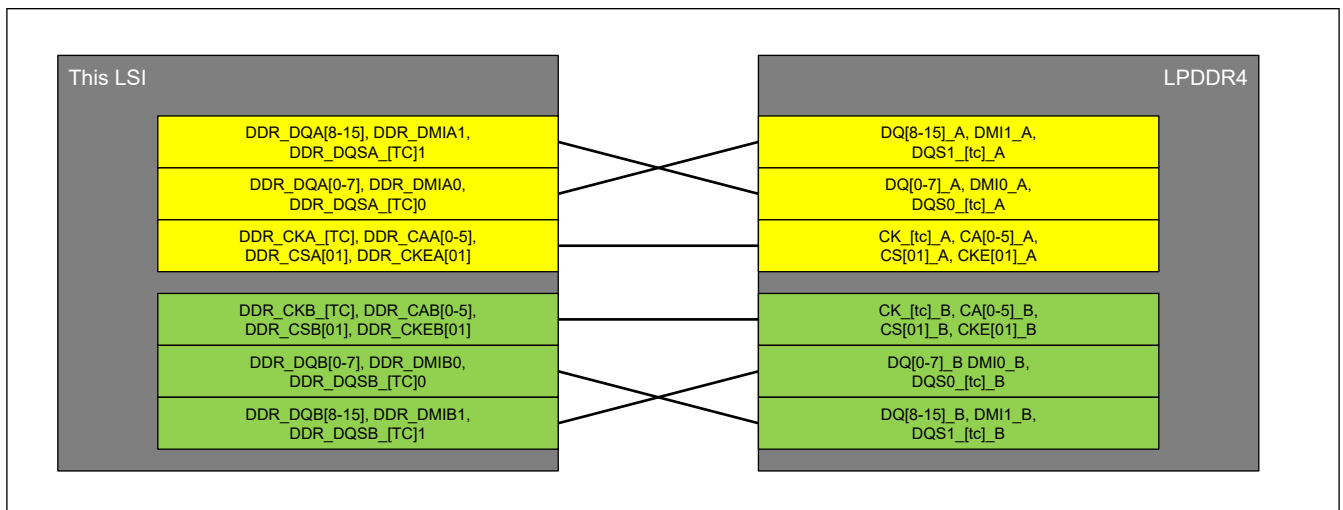 This LSI
DDR_DQA[8-15], DDR_DMIA1,
DDR_DQSA_[TC]1
DDR_DQA[0-7], DDR_DMIA0,
DDR_DQSA_[TC]0
DDR_CKA_[TC], DDR_CAA[0-5],
DDR_CSA[01], DDR_CKEA[01]
DDR_CKB_[TC], DDR_CAB[0-5],
DDR_CSB[01], DDR_CKEB[01]
DDR_DQB[0-7], DDR_DMIB0,
DDR_DQSB_[TC]0
DDR_DQB[8-15], DDR_DMIB1,
DDR_DQSB_[TC]1
LPDDR4
DQ[8-15]_A, DMI1_A,
DQS1_[tc]_A
DQ[0-7]_A, DMI0_A,
DQS0_[tc]_A
CK_[tc]_A, CA[0-5]_A,
CS[01]_A, CKE[01]_A
CK_[tc]_B, CA[0-5]_B,
CS[01]_B, CKE[01]_B
DQ[0-7]_B DMI0_B,
DQS0_[tc]_B
DQ[8-15]_B, DMI1_B,
DQS1_[tc]_B